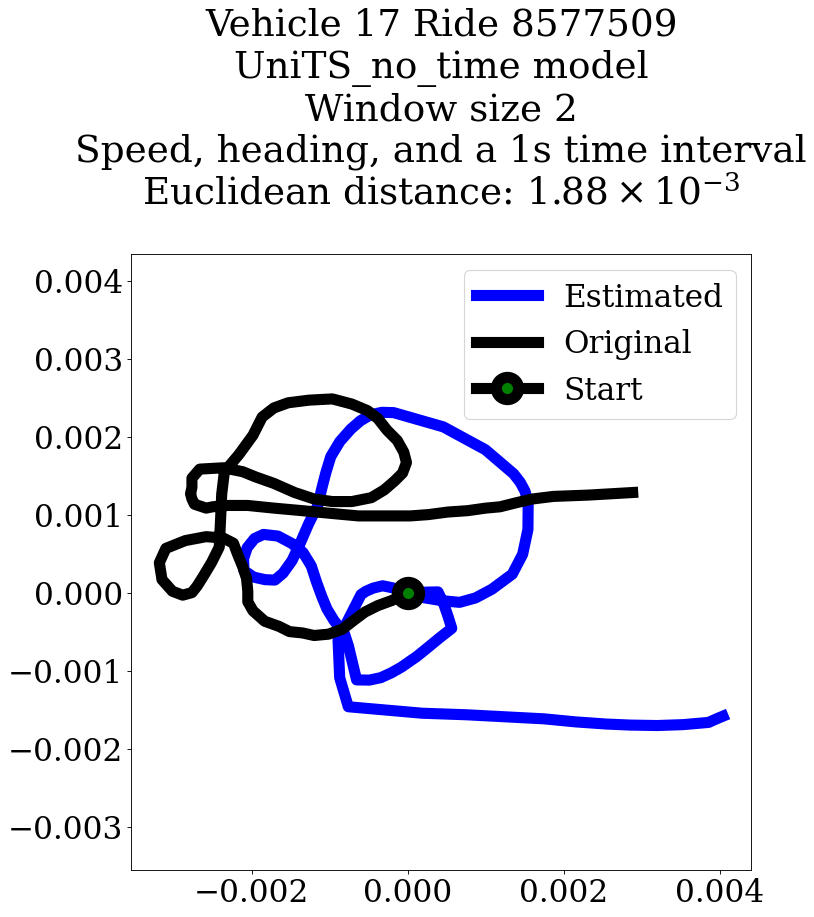 Vehicle 17 Ride 8577509
UniTS_no_time model
Window size 2
Speed, heading, and a 1s time interval
Euclidean distance: 1.88 × 10⁻³
Estimated
Original
Start
0.004
0.003
0.002
0.001
0.000
−0.001
−0.002
−0.003
−0.002 0.000 0.002 0.004